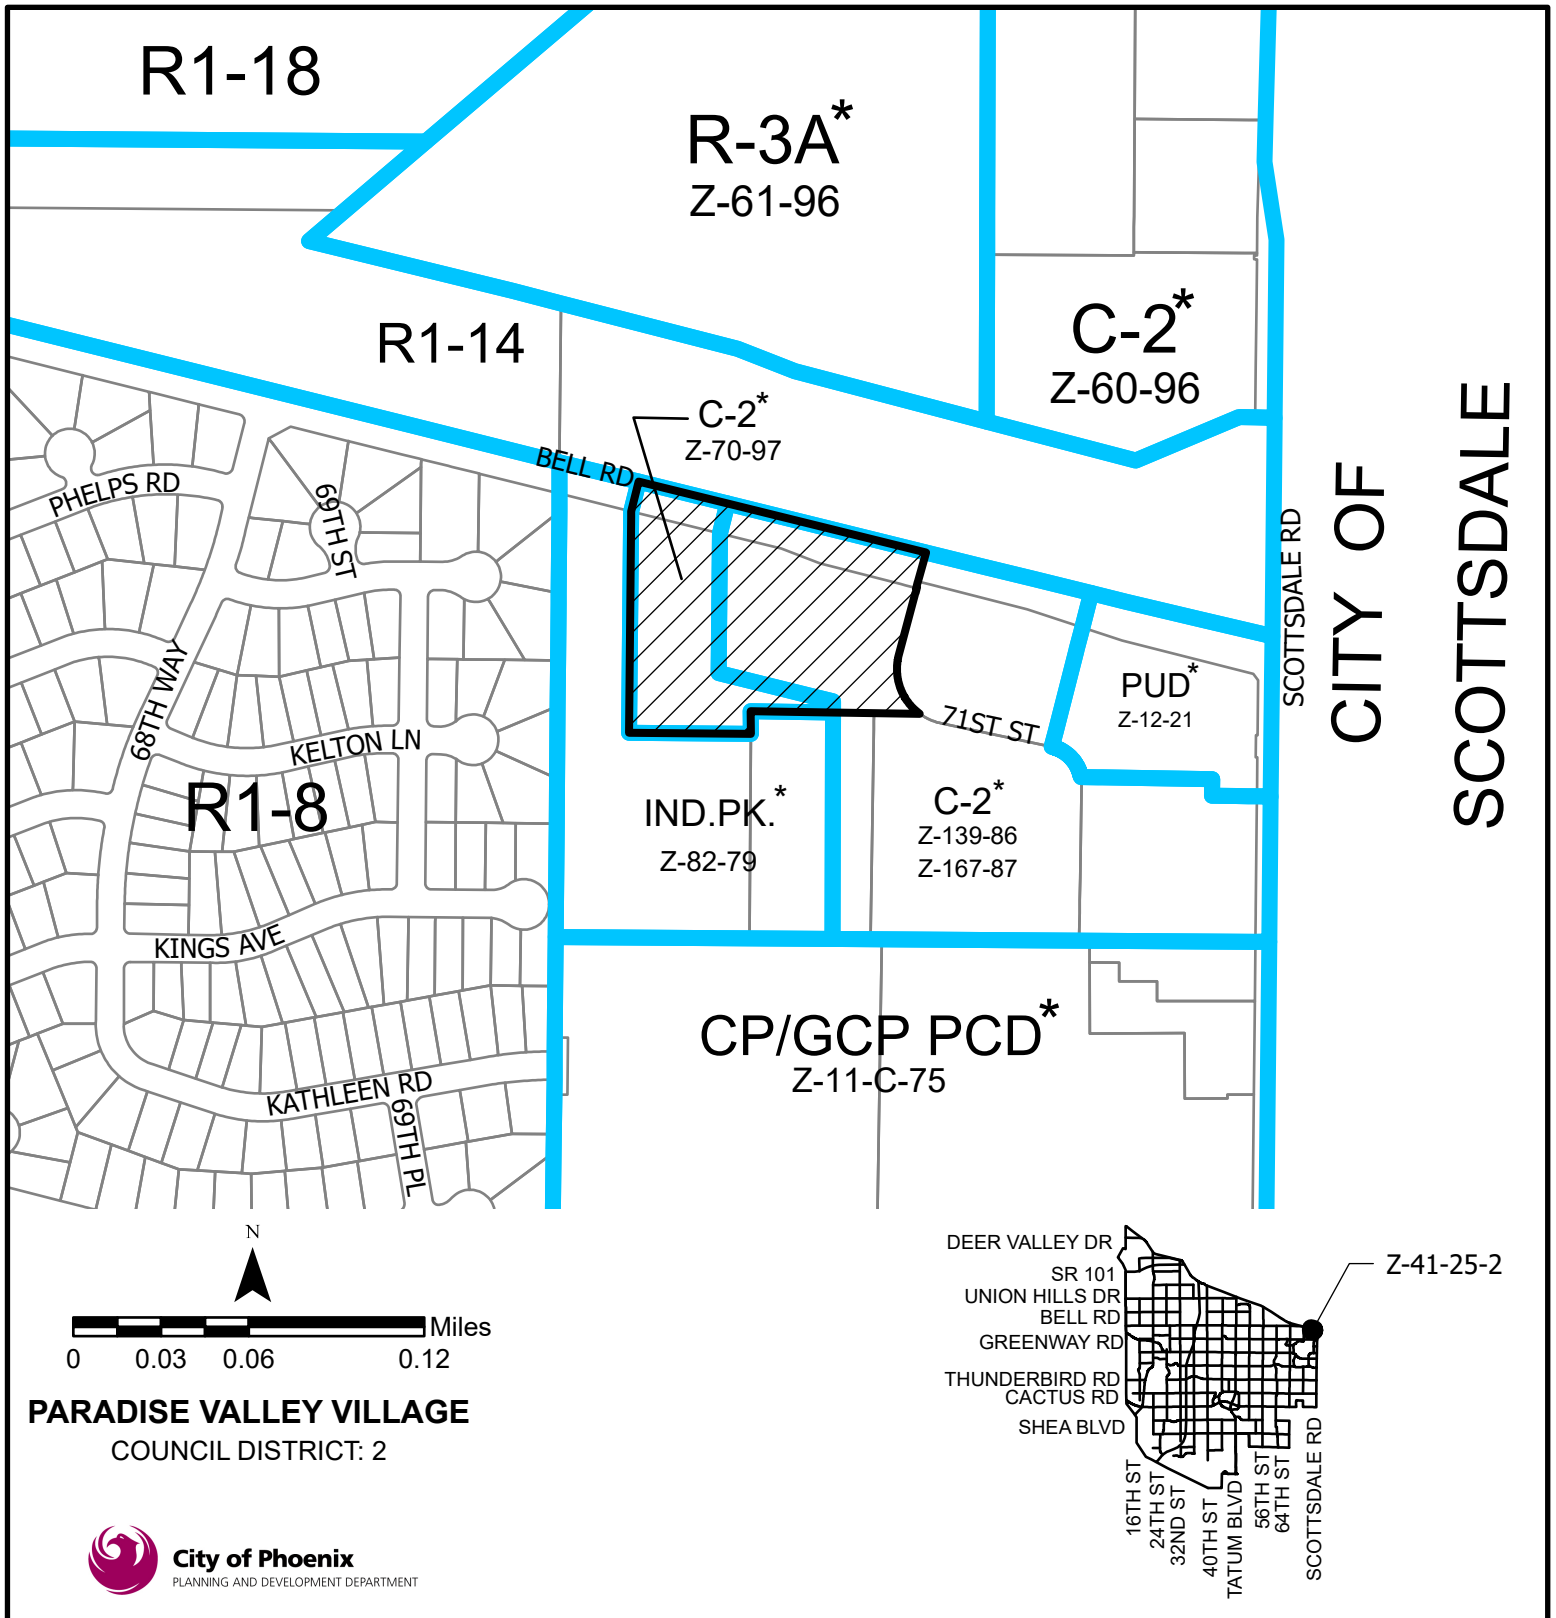 R1-18
R-3A*
Z-61-96
R1-14
C-2*
Z-60-96
C-2*
Z-70-97
BELL RD
PHELPS RD
69TH ST
68TH WAY
KELTON LN
R1-8
KINGS AVE
KATHLEEN RD
69TH PL
71ST ST
PUD*
Z-12-21
SCOTTSDALE RD
CITY OF
SCOTTSDALE
IND.PK.*
Z-82-79
C-2*
Z-139-86
Z-167-87
CP/GCP PCD*
Z-11-C-75
N
Miles
0 0.03 0.06 0.12
PARADISE VALLEY VILLAGE
COUNCIL DISTRICT: 2
City of Phoenix
PLANNING AND DEVELOPMENT DEPARTMENT
DEER VALLEY DR
SR 101
UNION HILLS DR
BELL RD
GREENWAY RD
THUNDERBIRD RD
CACTUS RD
SHEA BLVD
Z-41-25-2
16TH ST
24TH ST
32ND ST
40TH ST
TATUM BLVD
56TH ST
64TH ST
SCOTTSDALE RD